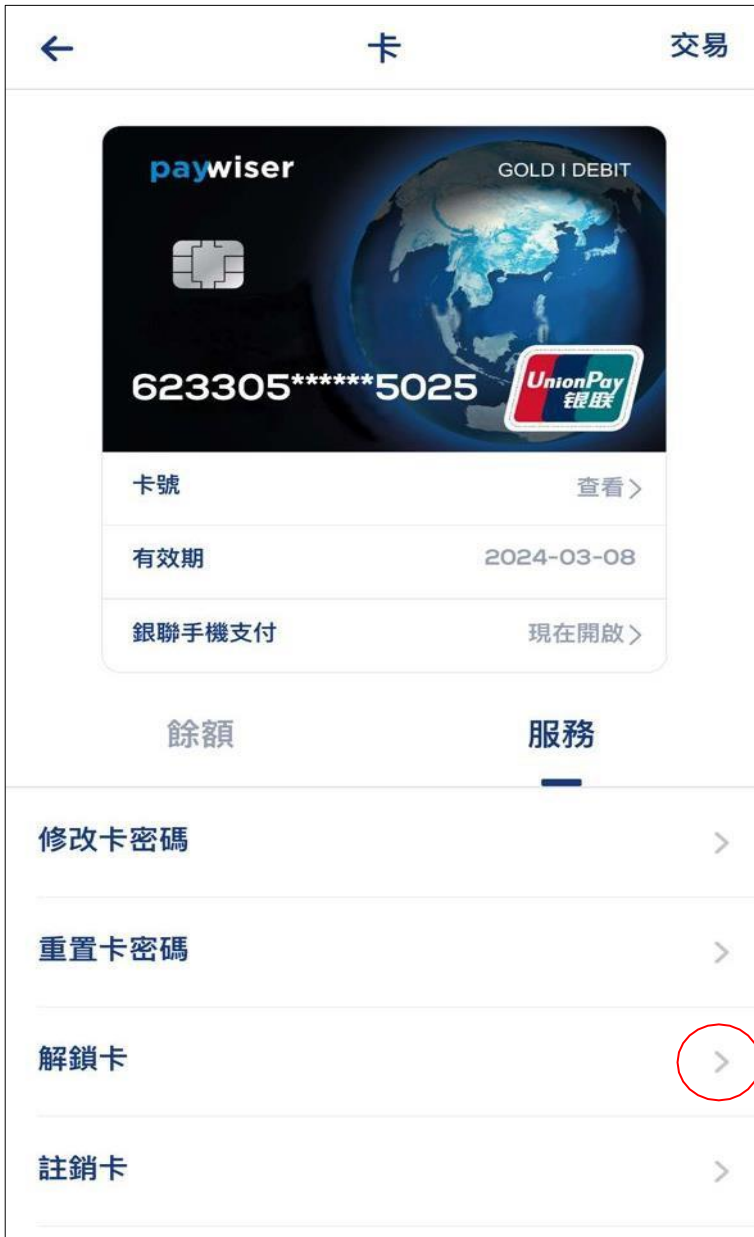 卡
交易
paywiser
GOLD I DEBIT
623305******5025
UnionPay
银联
卡號
查看
有效期
2024-03-08
銀聯手機支付
現在開啟
餘額
服務
修改卡密碼
重置卡密碼
解鎖卡
註銷卡